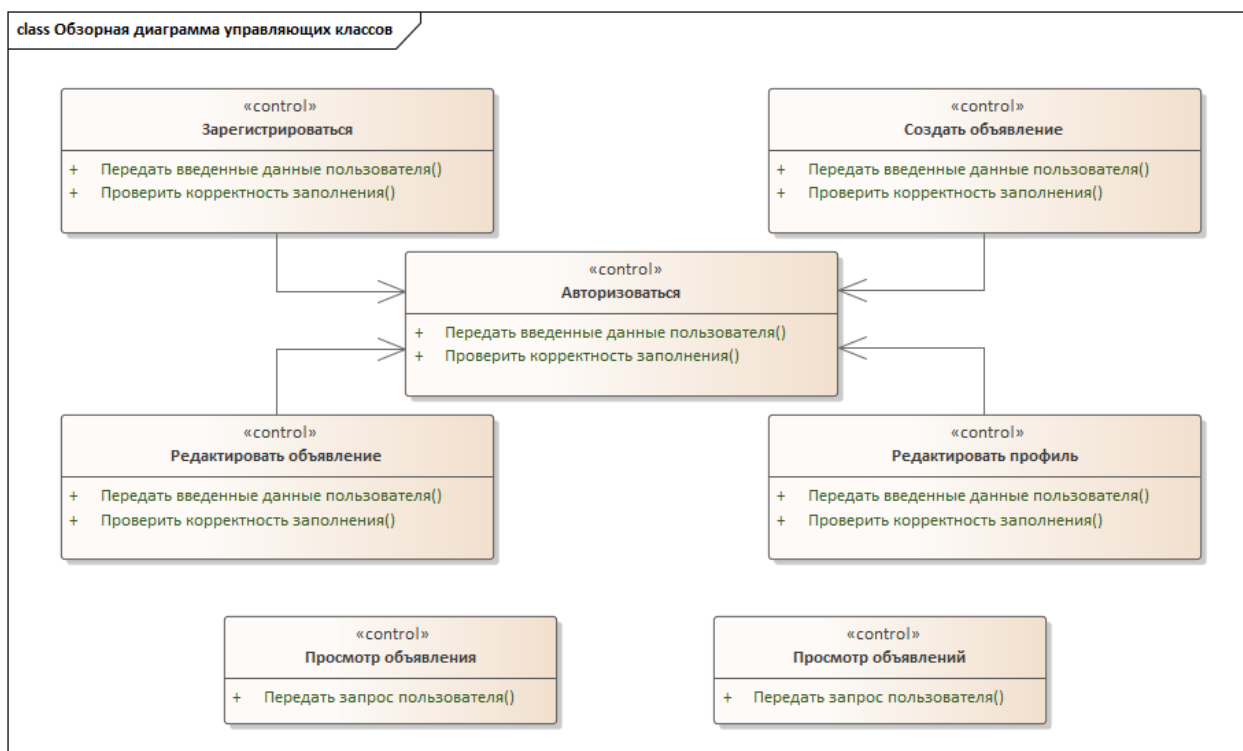 class Обзорная диаграмма управляющих классов
«control»
Зарегистрироваться
+ Передать введенные данные пользователя()
+ Проверить корректность заполнения()
«control»
Создать объявление
+ Передать введенные данные пользователя()
+ Проверить корректность заполнения()
«control»
Авторизоваться
+ Передать введенные данные пользователя()
+ Проверить корректность заполнения()
«control»
Редактировать объявление
+ Передать введенные данные пользователя()
+ Проверить корректность заполнения()
«control»
Редактировать профиль
+ Передать введенные данные пользователя()
+ Проверить корректность заполнения()
«control»
Просмотр объявления
+ Передать запрос пользователя()
«control»
Просмотр объявлений
+ Передать запрос пользователя()